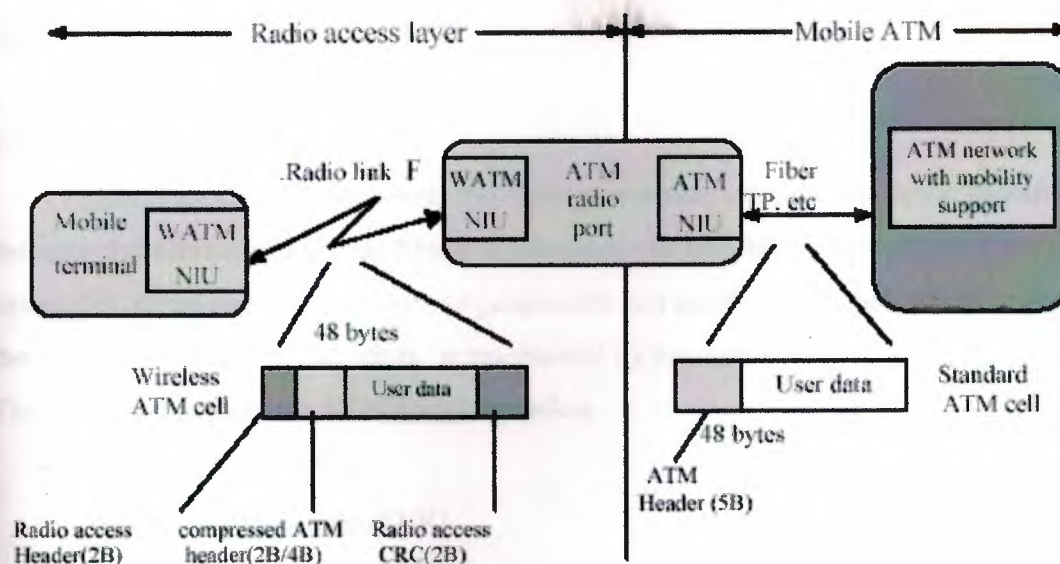 Radio access layer
Mobile ATM
.Radio link F
Mobile
terminal
WATM
NIU
WATM
NIU
ATM
radio
port
ATM
NIU
Fiber
TP. etc
ATM network
with mobility
support
48 bytes
Wireless
ATM cell
User data
User data
Standard
ATM cell
48 bytes
ATM
Header (5B)
Radio access
Header(2B)
compressed ATM
header(2B/4B)
Radio access
CRC(2B)